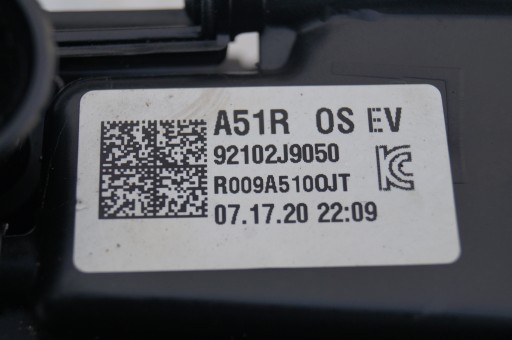 A51R OS EV
92102J9050
R009A510OJT
07.17.20 22:09